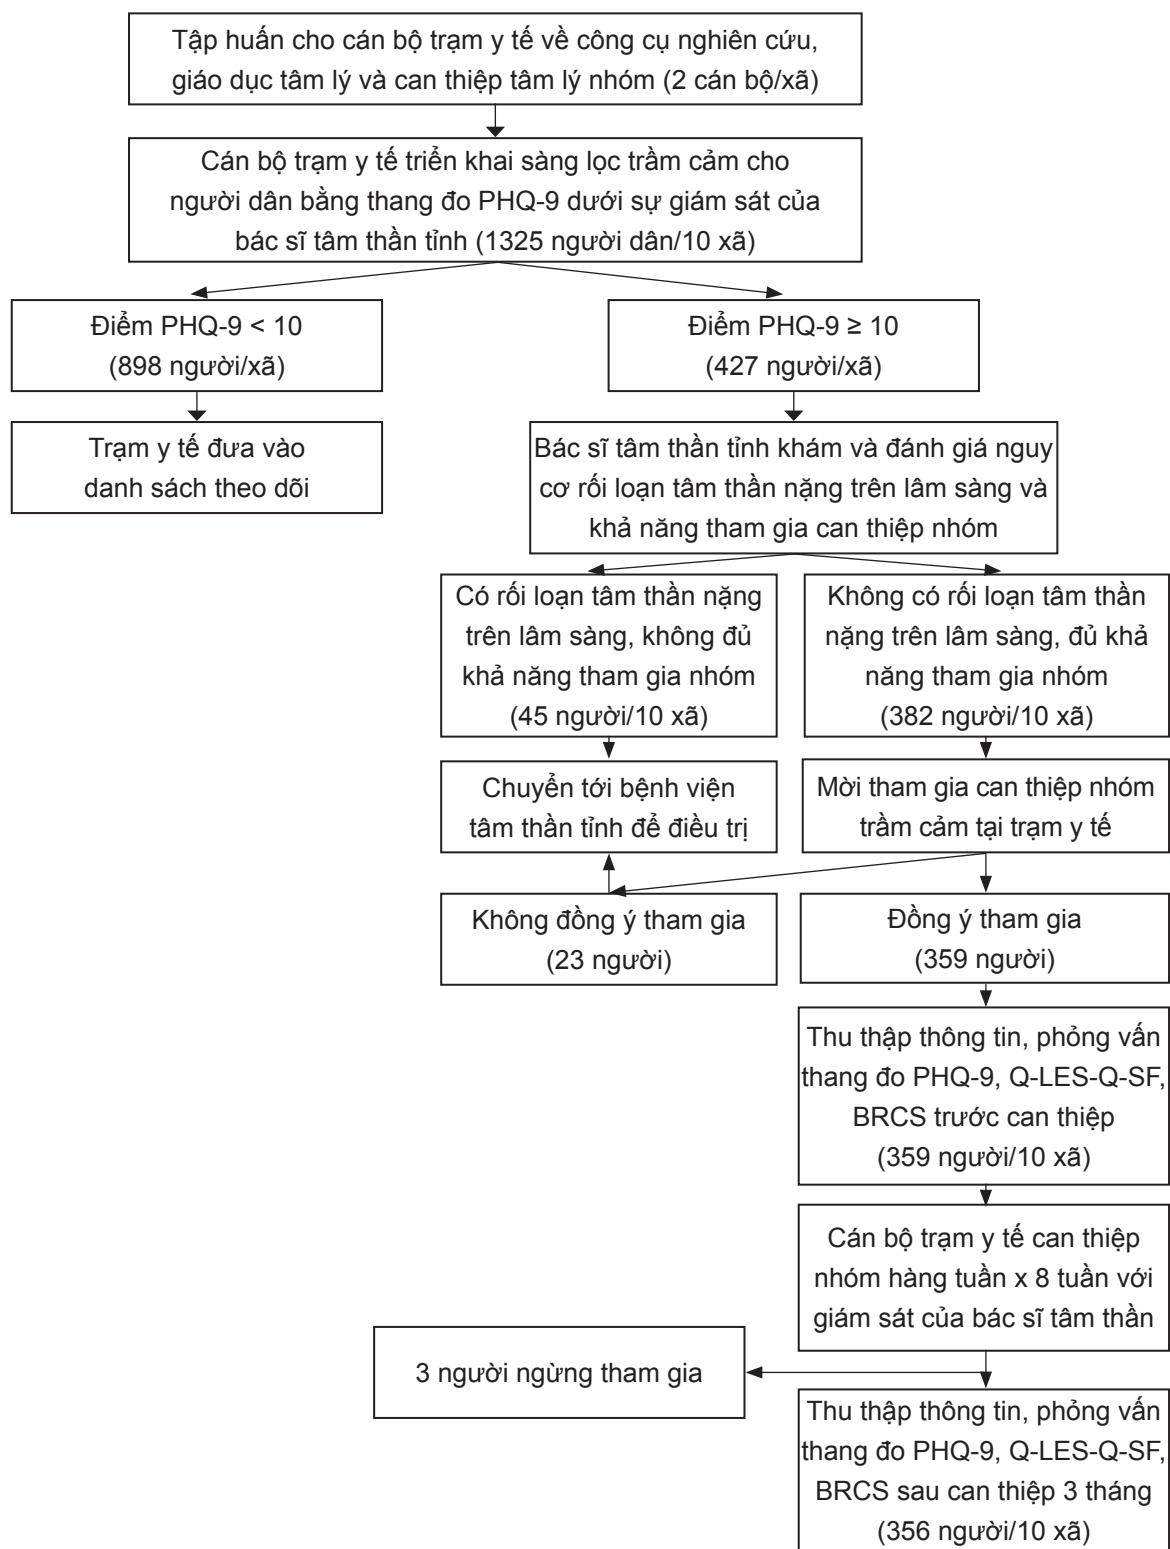 Tập huấn cho cán bộ trạm y tế về công cụ nghiên cứu,
giáo dục tâm lý và can thiệp tâm lý nhóm (2 cán bộ/xã)
Cán bộ trạm y tế triển khai sàng lọc trầm cảm cho
người dân bằng thang đo PHQ-9 dưới sự giám sát của
bác sĩ tâm thần tỉnh (1325 người dân/10 xã)
Điểm PHQ-9 < 10
(898 người/xã)
Điểm PHQ-9 ≥ 10
(427 người/xã)
Trạm y tế đưa vào
danh sách theo dõi
Bác sĩ tâm thần tỉnh khám và đánh giá nguy
cơ rối loạn tâm thần nặng trên lâm sàng và
khả năng tham gia can thiệp nhóm
Có rối loạn tâm thần nặng
trên lâm sàng, không đủ
khả năng tham gia nhóm
(45 người/10 xã)
Không có rối loạn tâm thần
nặng trên lâm sàng, đủ khả
năng tham gia nhóm
(382 người/10 xã)
Chuyển tới bệnh viện
tâm thần tỉnh để điều trị
Mời tham gia can thiệp nhóm
trầm cảm tại trạm y tế
Không đồng ý tham gia
(23 người)
Đồng ý tham gia
(359 người)
Thu thập thông tin, phỏng vấn
thang đo PHQ-9, Q-LES-Q-SF,
BRCS trước can thiệp
(359 người/10 xã)
Cán bộ trạm y tế can thiệp
nhóm hàng tuần x 8 tuần với
giám sát của bác sĩ tâm thần
3 người ngừng tham gia
Thu thập thông tin, phỏng vấn
thang đo PHQ-9, Q-LES-Q-SF,
BRCS sau can thiệp 3 tháng
(356 người/10 xã)